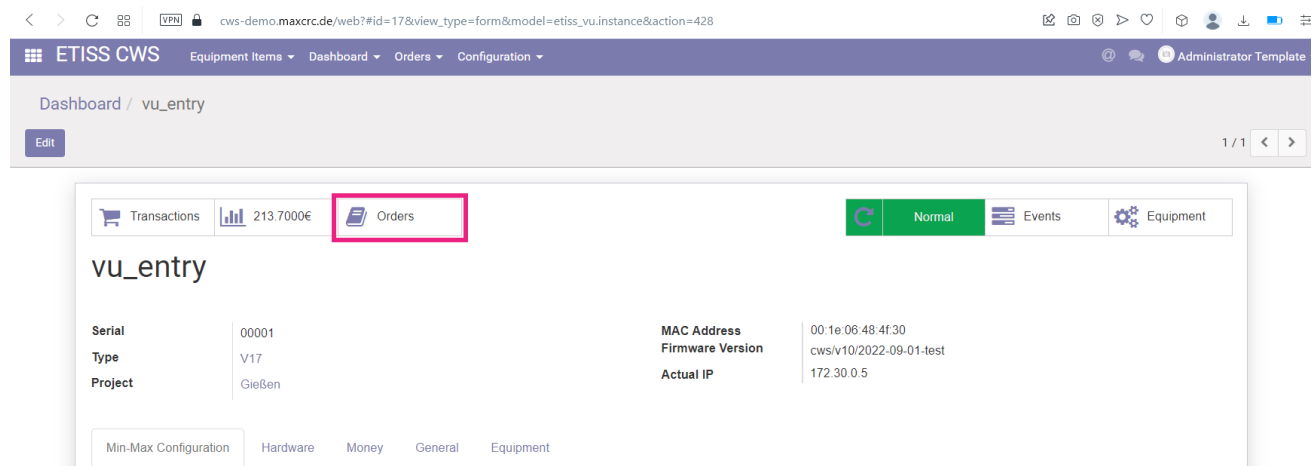 VPN cws-demo.maxcrc.de/web?#id=17&view_type=form&model=etiss_vu.instance&action=428
ETISS CWS Equipment Items Dashboard Orders Configuration @ Administrator Template
Dashboard / vu_entry
Edit 1 / 1
Transactions 213.7000€ Orders Normal Events Equipment
vu_entry
Serial 00001 MAC Address 00:1e:06:48:4f:30
Type V17 Firmware Version cws/v10/2022-09-01-test
Project Gießen Actual IP 172.30.0.5
Min-Max Configuration Hardware Money General Equipment